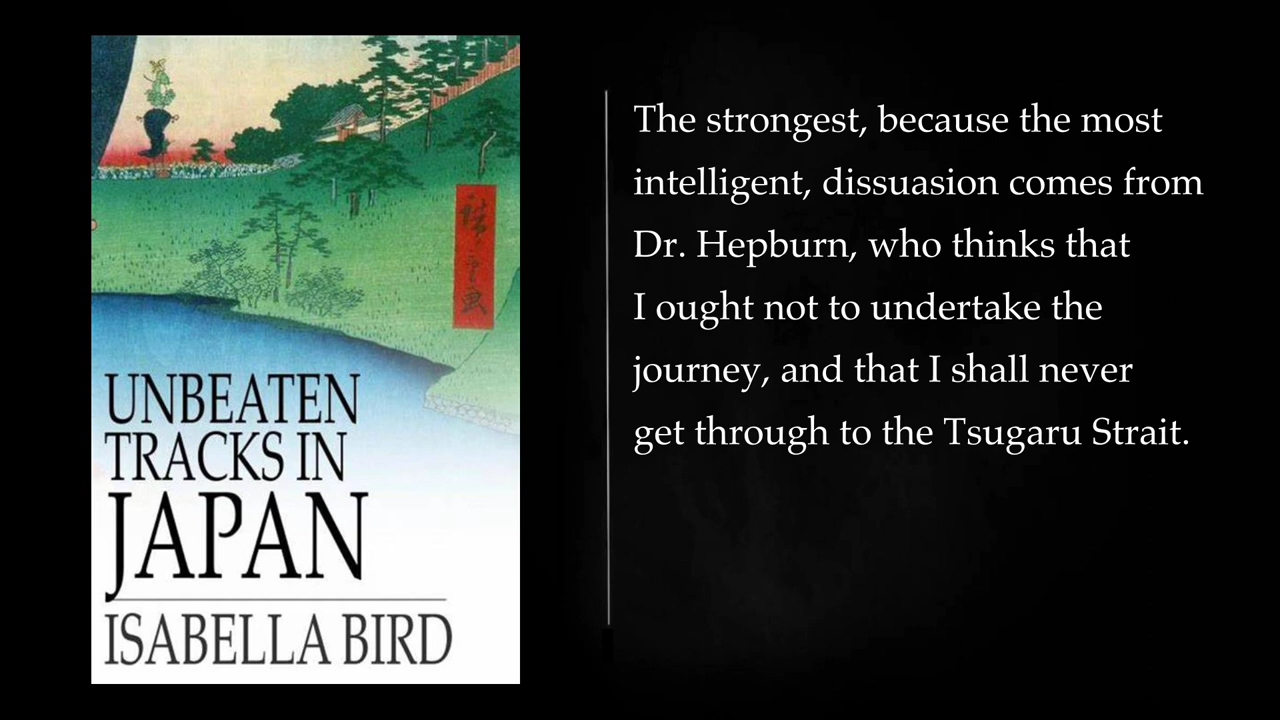 UNBEATEN
TRACKS IN
JAPAN
ISABELLA BIRD
The strongest, because the most
intelligent, dissuasion comes from
Dr. Hepburn, who thinks that
I ought not to undertake the
journey, and that I shall never
get through to the Tsugaru Strait.